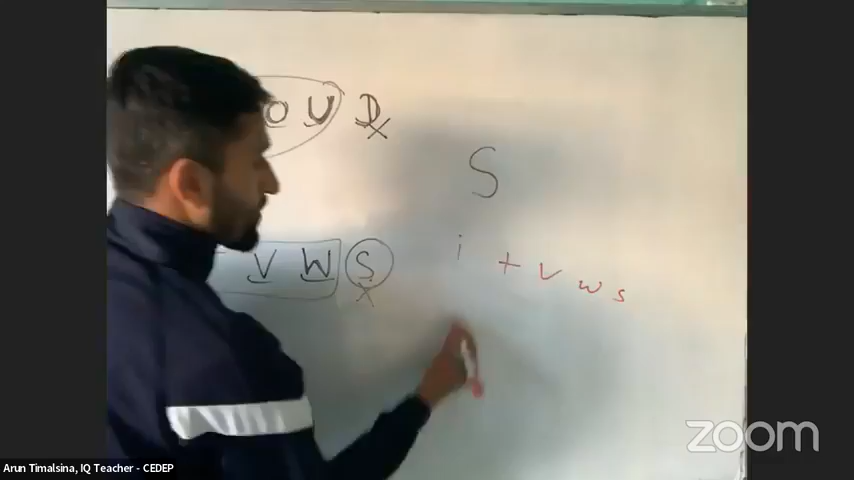 O U D
x
S
V W S
x
i + v w s
zoom
Arun Timalsina, IQ Teacher - CEDEP